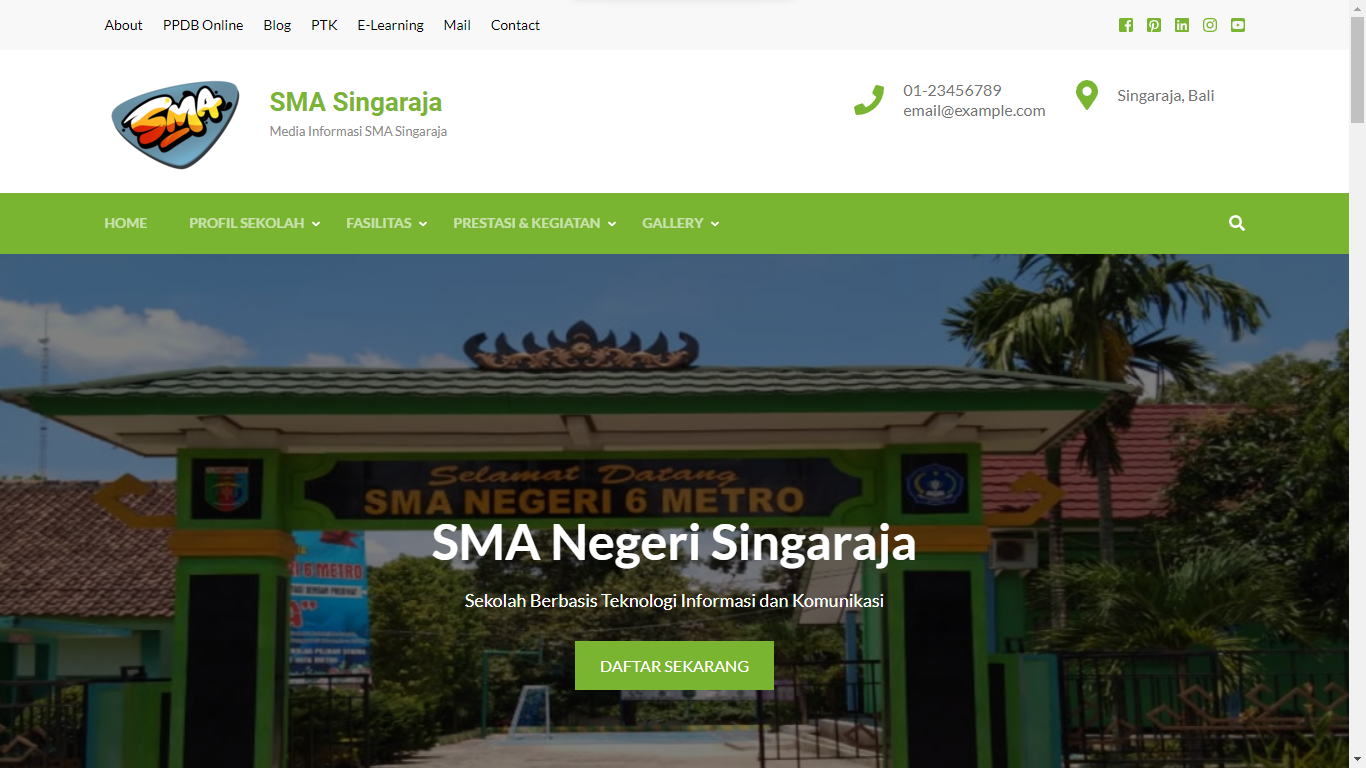 About PPDB Online Blog PTK E-Learning Mail Contact
SMA
SMA Singaraja
Media Informasi SMA Singaraja
01-23456789
email@example.com
Singaraja, Bali
HOME PROFIL SEKOLAH FASILITAS PRESTASI & KEGIATAN GALLERY
Selamat Datang
SMA NEGERI 6 METRO
SMA Negeri Singaraja
RI 6 METRO
Sekolah Berbasis Teknologi Informasi dan Komunikasi
DAFTAR SEKARANG